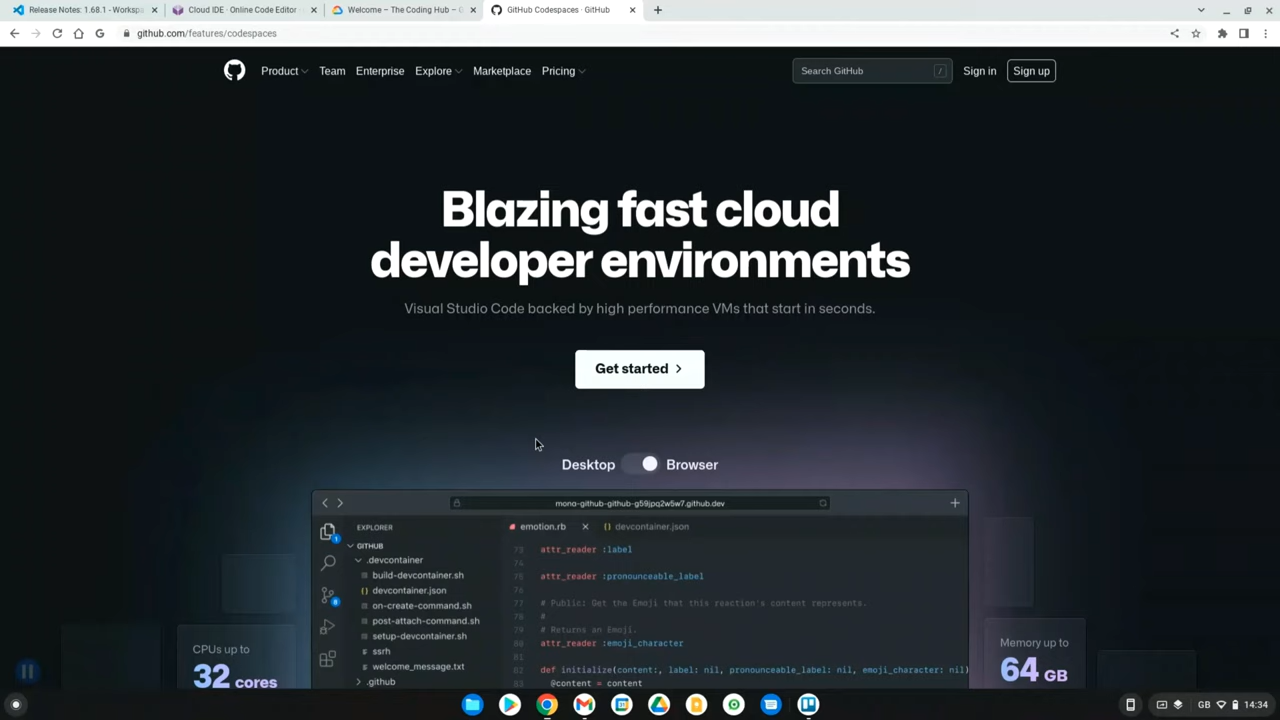 Release Notes: 1.68.1 - Workspa
Cloud IDE · Online Code Editor ·
Welcome – The Coding Hub – G
GitHub Codespaces · GitHub
github.com/features/codespaces
Product
Team
Enterprise
Explore
Marketplace
Pricing
Search GitHub
/
Sign in
Sign up
Blazing fast cloud
developer environments
Visual Studio Code backed by high performance VMs that start in seconds.
Get started
Desktop
Browser
mona-github-github-g59jpq2w5w7.github.dev
EXPLORER
emotion.rb
{} devcontainer.json
GITHUB
.devcontainer
build-devcontainer.sh
{} devcontainer.json
on-create-command.sh
post-attach-command.sh
setup-devcontainer.sh
ssrh
welcome_message.txt
.github
73 attr_reader :label
74
75 attr_reader :pronounceable_label
76
77 # Public: Get the Emoji that this reaction's content represents.
78 #
79 # Returns an Emoji.
80 attr_reader :emoji_character
81
82 def initialize(content:, label: nil, pronounceable_label: nil, emoji_character: nil)
83 @content = content
CPUs up to
32 cores
Memory up to
64 GB
GB
14:34